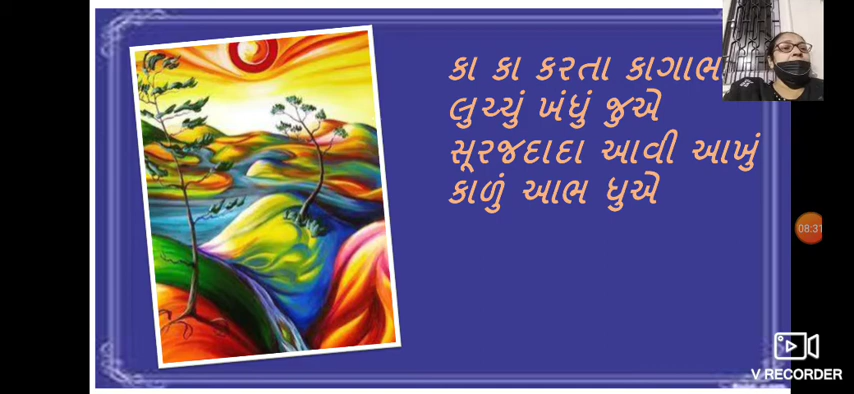 કા કા કરતા
લુચ્ચું ખંધું જુએ
સૂરજદાદા આવી આખું
કાળું આભ ધુએ
08:31
V RECORDER